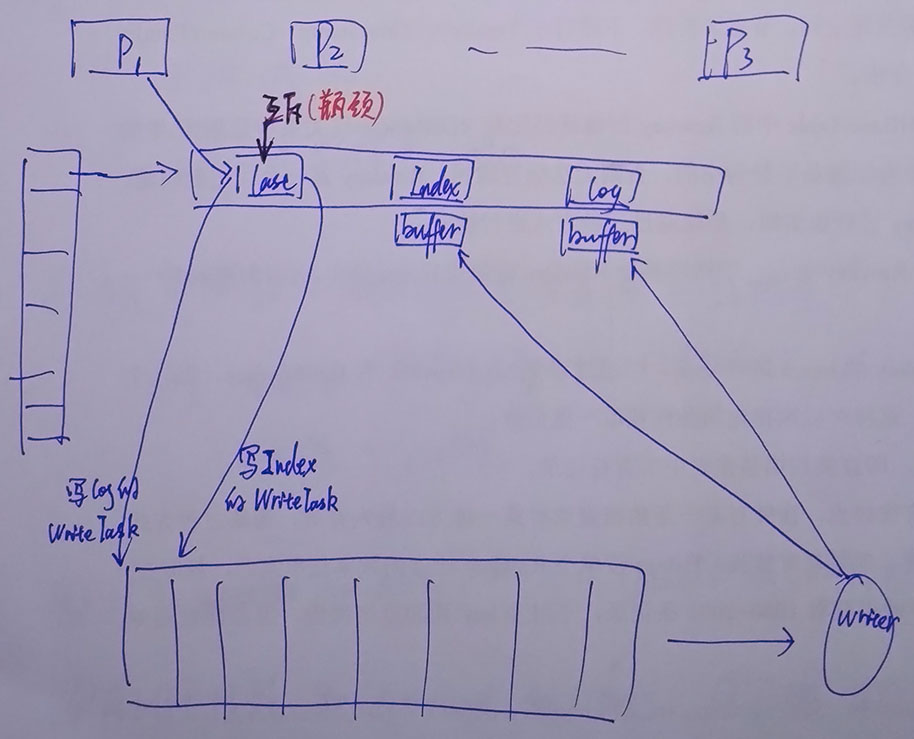 P1
P2
P3
互斥(瓶颈)
lase
Index
Log
buffer
buffer
写Index
的WriteTask
写Log的
WriteTask
writer